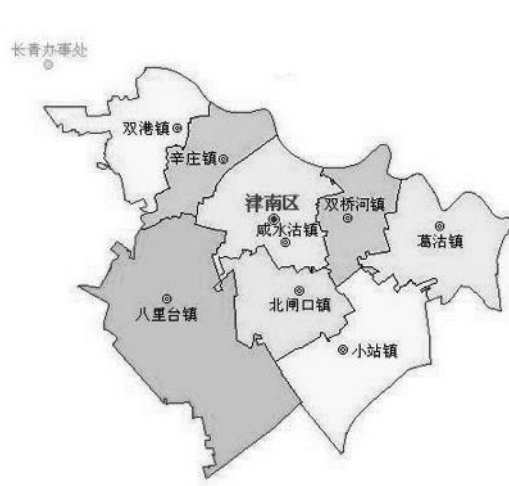 长青办事处
双港镇
辛庄镇
津南区
双桥河镇
咸水沽镇
葛沽镇
八里台镇
北闸口镇
小站镇